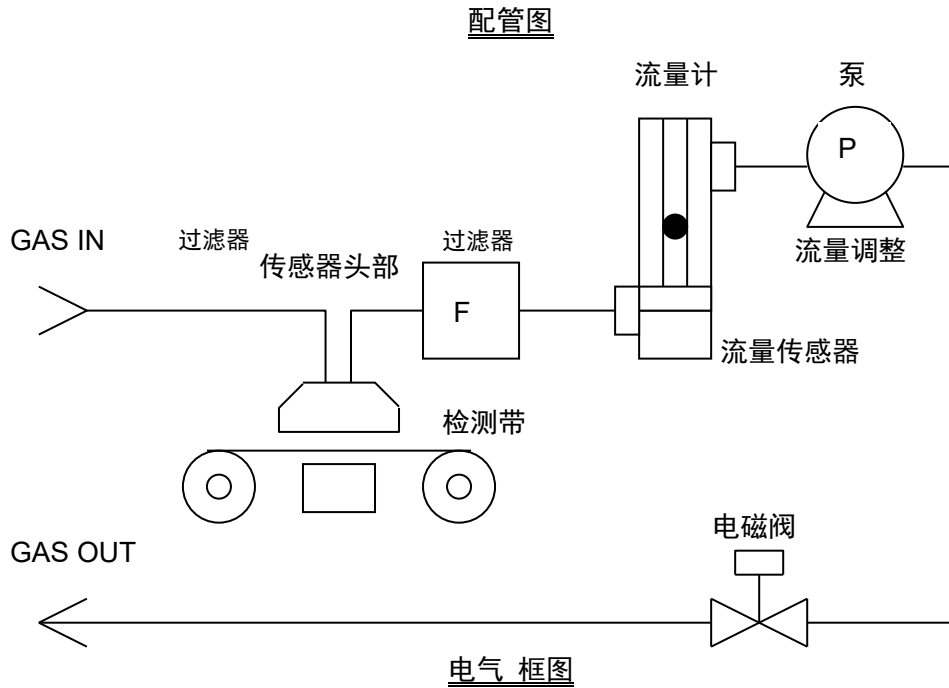 配管图
流量计
泵
P
GAS IN
过滤器
传感器头部
过滤器
F
流量调整
流量传感器
检测带
GAS OUT
电磁阀
电气 框图